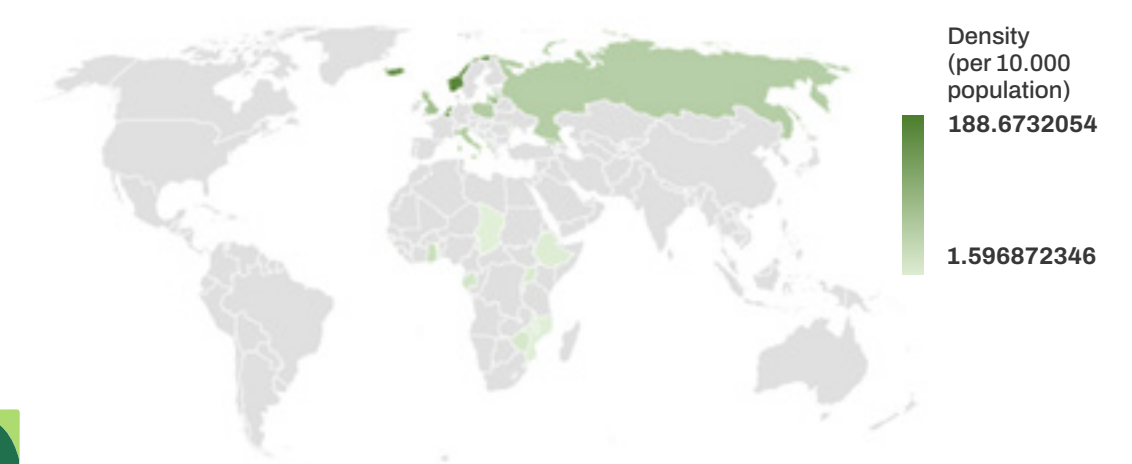 Density
(per 10.000
population)
188.6732054
1.596872346